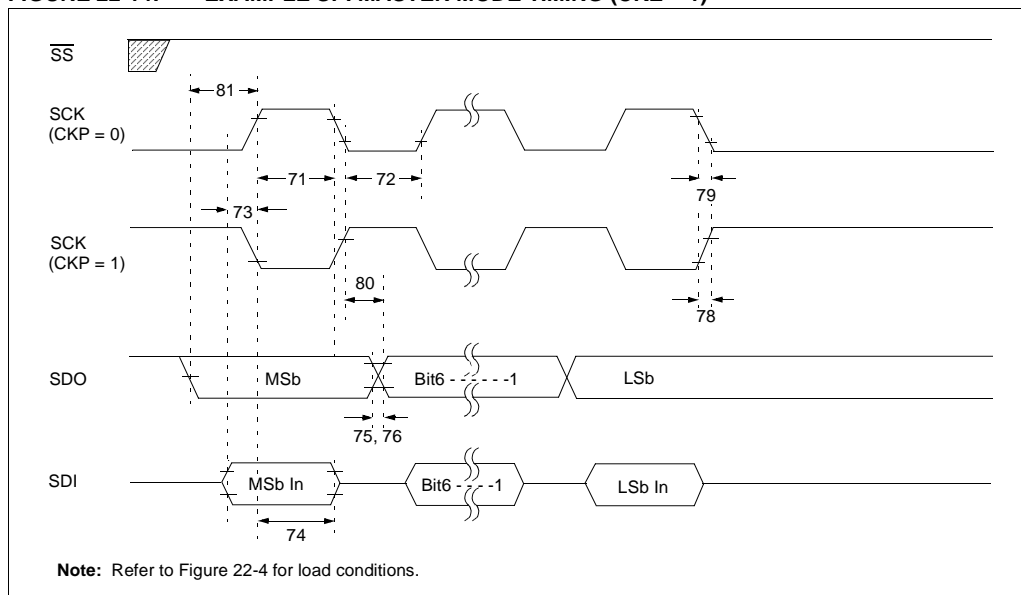 SS
81
SCK
(CKP = 0)
71
72
79
73
SCK
(CKP = 1)
80
78
SDO
MSb
Bit6 - - - - - -1
LSb
75, 76
SDI
MSb In
Bit6 - - - -1
LSb In
74
Note: Refer to Figure 22-4 for load conditions.